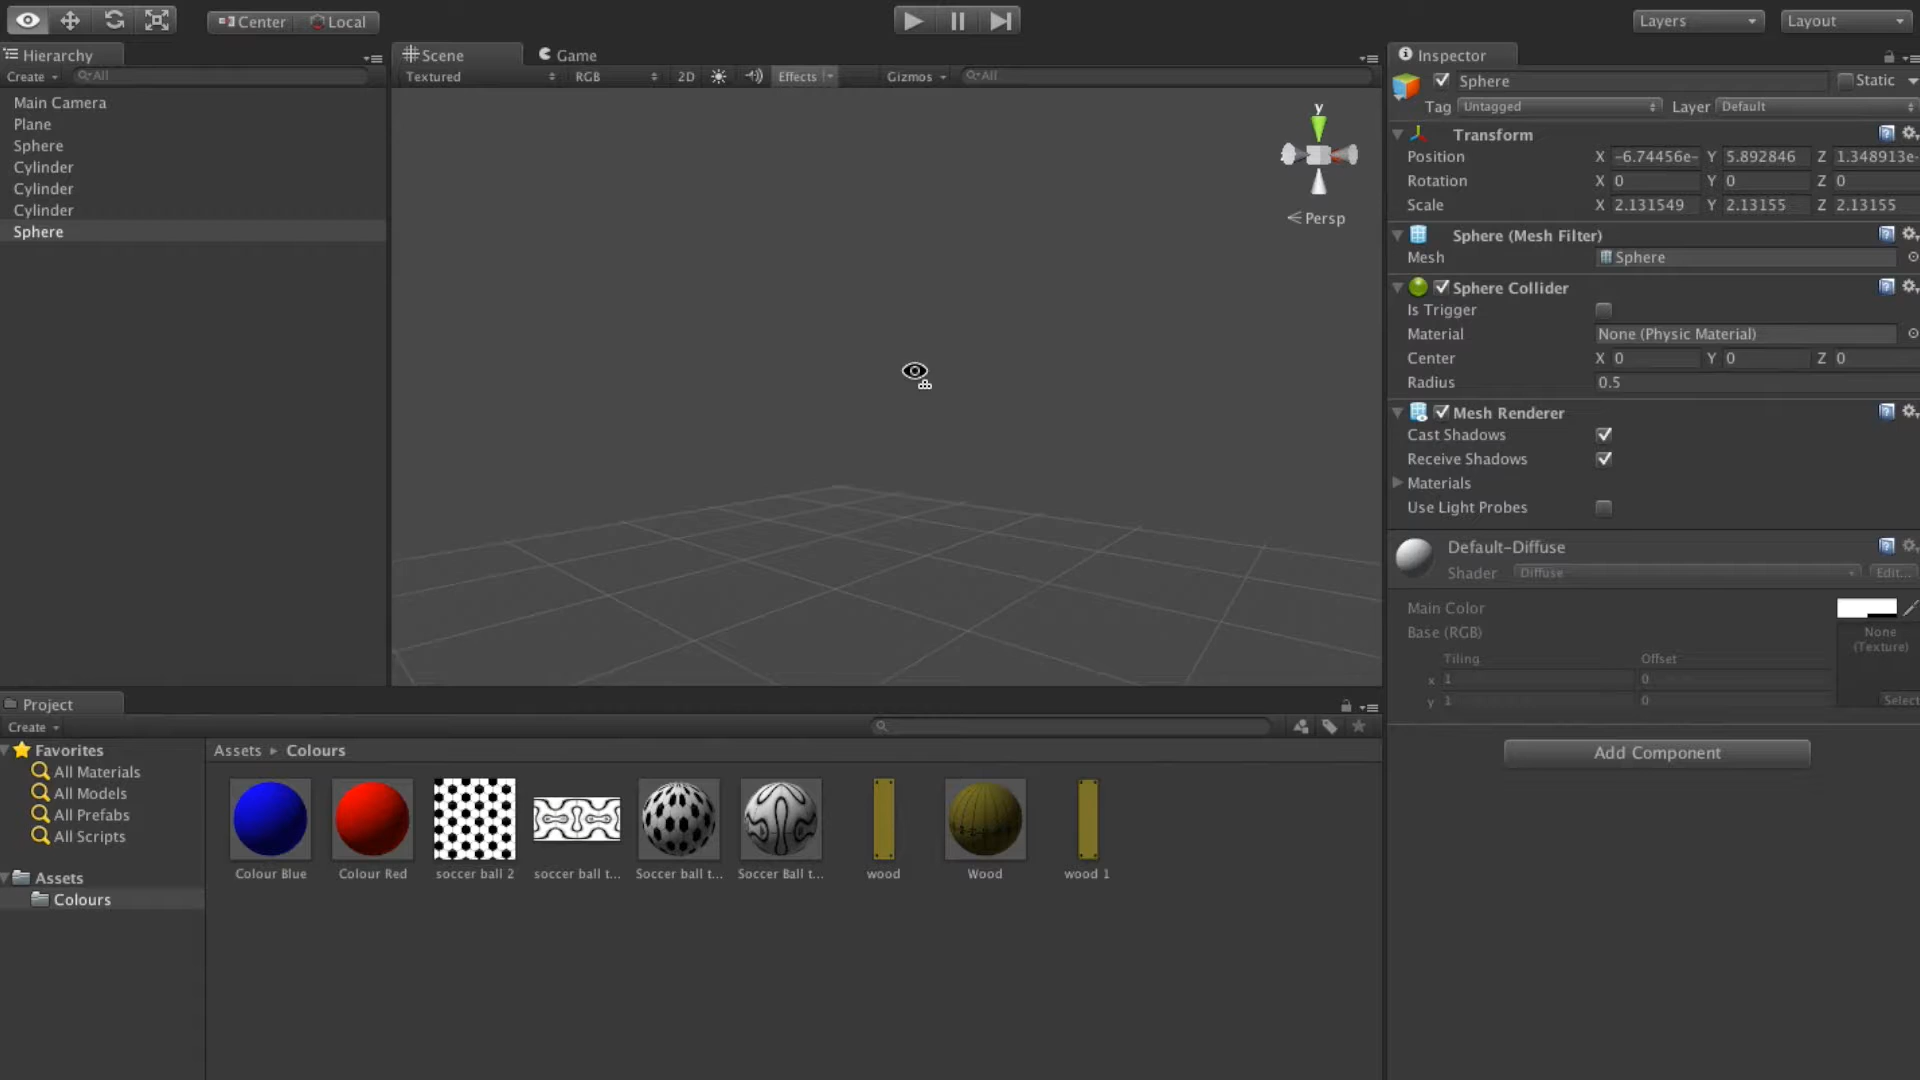 Center Local
Layers Layout
Hierarchy
Create All
Main Camera
Plane
Sphere
Cylinder
Cylinder
Cylinder
Sphere
Scene Game
Textured RGB 2D Effects Gizmos All
y
Persp
Inspector
Sphere Static
Tag Untagged Layer Default
Transform
Position X -6.74456e- Y 5.892846 Z 1.348913e-
Rotation X 0 Y 0 Z 0
Scale X 2.131549 Y 2.13155 Z 2.13155
Sphere (Mesh Filter)
Mesh Sphere
Sphere Collider
Is Trigger
Material None (Physic Material)
Center X 0 Y 0 Z 0
Radius 0.5
Mesh Renderer
Cast Shadows
Receive Shadows
Materials
Use Light Probes
Default-Diffuse
Shader Diffuse Edit...
Main Color
Base (RGB) None
(Texture)
Tiling Offset
x 1 0
y 1 0 Select
Add Component
Project
Create
Favorites
All Materials
All Models
All Prefabs
All Scripts
Assets
Colours
Assets Colours
Colour Blue Colour Red soccer ball 2 soccer ball t... Soccer ball t... Soccer Ball t... wood Wood wood 1